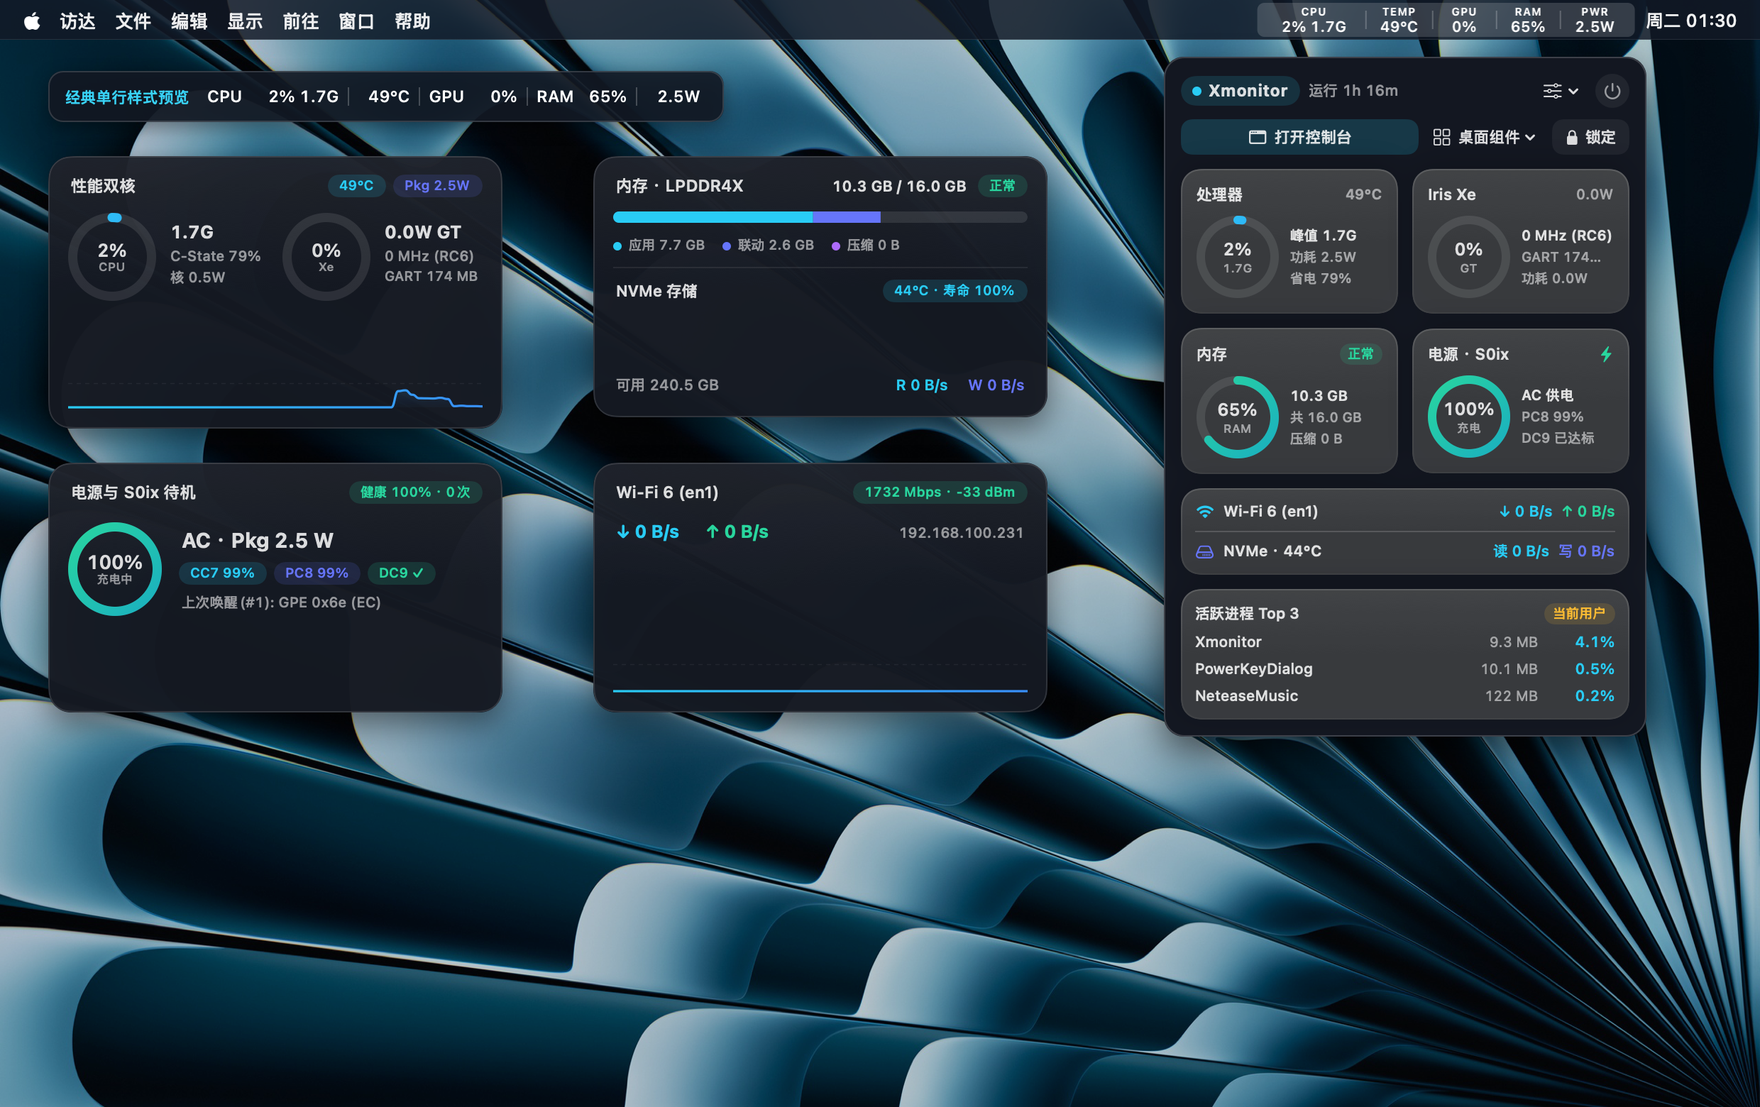 访达 文件 编辑 显示 前往 窗口 帮助
CPU TEMP GPU RAM PWR
2% 1.7G 49°C 0% 65% 2.5W
周二 01:30
经典单行样式预览 CPU 2% 1.7G 49°C GPU 0% RAM 65% 2.5W
性能双核 49°C Pkg 2.5W
2% CPU
1.7G
C-State 79%
核 0.5W
0% Xe
0.0W GT
0 MHz (RC6)
GART 174 MB
内存 · LPDDR4X 10.3 GB / 16.0 GB 正常
应用 7.7 GB 联动 2.6 GB 压缩 0 B
NVMe 存储 44°C · 寿命 100%
可用 240.5 GB R 0 B/s W 0 B/s
电源与 S0ix 待机 健康 100% · 0次
100% 充电中
AC · Pkg 2.5 W
CC7 99% PC8 99% DC9 ✓
上次唤醒 (#1): GPE 0x6e (EC)
Wi-Fi 6 (en1) 1732 Mbps · -33 dBm
↓ 0 B/s ↑ 0 B/s 192.168.100.231
Xmonitor 运行 1h 16m
打开控制台 桌面组件 锁定
处理器 49°C
2% 1.7G
峰值 1.7G
功耗 2.5W
省电 79%
Iris Xe 0.0W
0% GT
0 MHz (RC6)
GART 174...
功耗 0.0W
内存 正常
65% RAM
10.3 GB
共 16.0 GB
压缩 0 B
电源 · S0ix
100% 充电
AC 供电
PC8 99%
DC9 已达标
Wi-Fi 6 (en1) ↓ 0 B/s ↑ 0 B/s
NVMe · 44°C 读 0 B/s 写 0 B/s
活跃进程 Top 3 当前用户
Xmonitor 9.3 MB 4.1%
PowerKeyDialog 10.1 MB 0.5%
NeteaseMusic 122 MB 0.2%